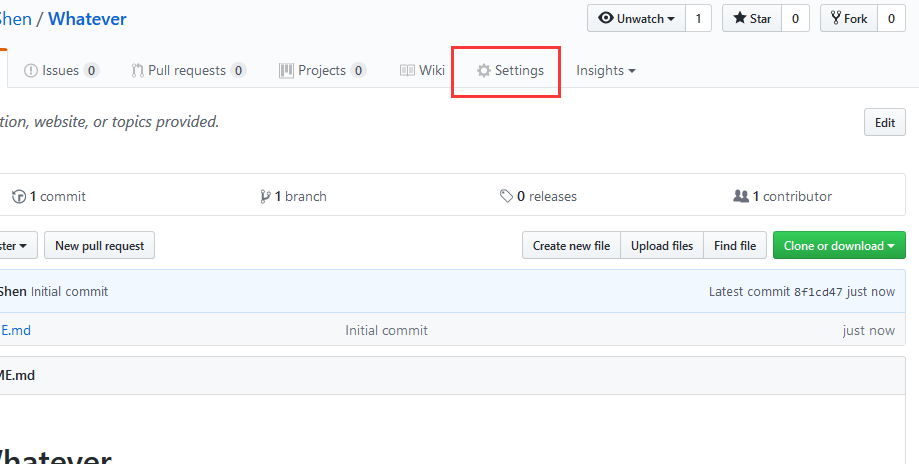 Shen / Whatever
Unwatch 1 Star 0 Fork 0
Issues 0 Pull requests 0 Projects 0 Wiki Settings Insights
tion, website, or topics provided.
Edit
1 commit 1 branch 0 releases 1 contributor
ster New pull request Create new file Upload files Find file Clone or download
Shen Initial commit Latest commit 8f1cd47 just now
E.md Initial commit just now
ME.md
Whatever